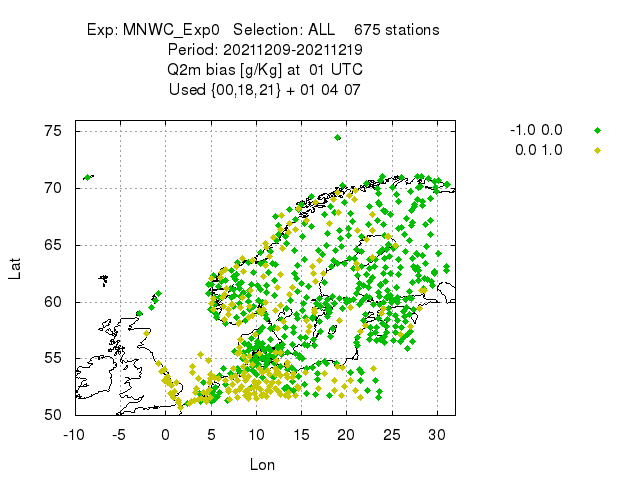 Exp: MNWC_Exp0 Selection: ALL 675 stations
Period: 20211209-20211219
Q2m bias [g/Kg] at 01 UTC
Used {00,18,21} + 01 04 07
-1.0 0.0
0.0 1.0
75
70
65
60
55
50
Lat
-10 -5 0 5 10 15 20 25 30
Lon